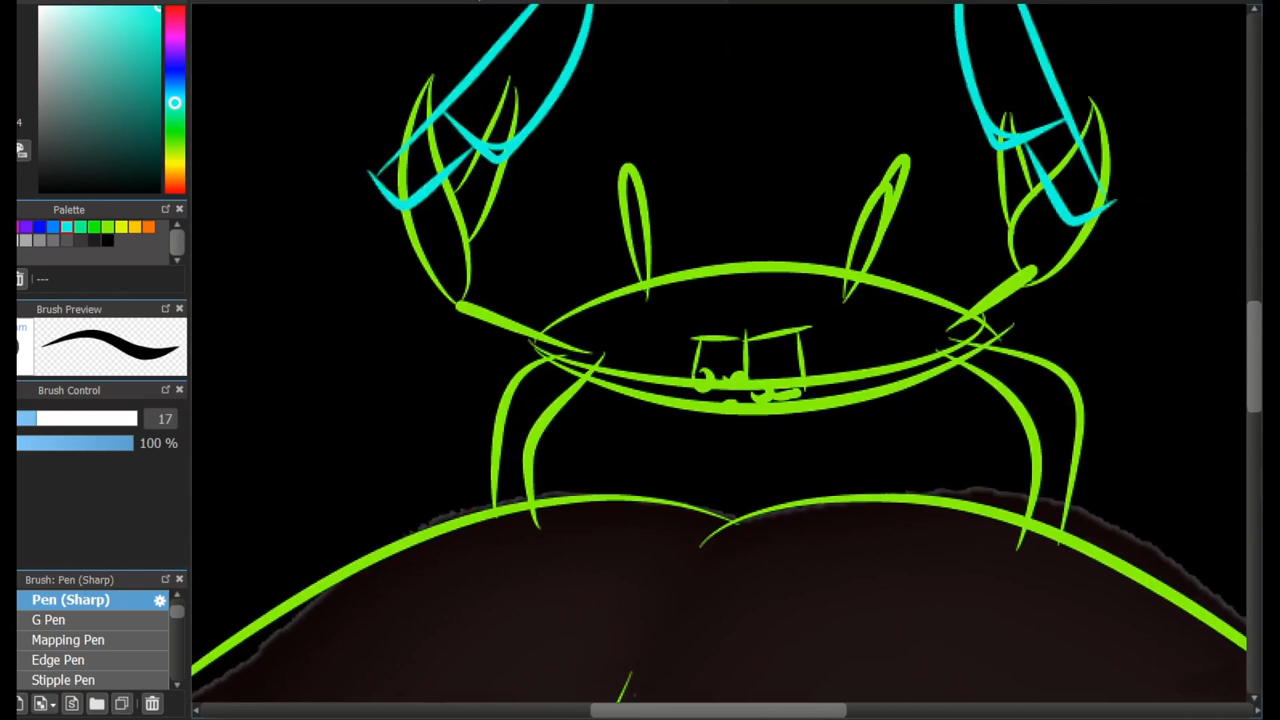 4
Palette
---
Brush Preview
Brush Control
17
100 %
Brush: Pen (Sharp)
Pen (Sharp)
G Pen
Mapping Pen
Edge Pen
Stipple Pen